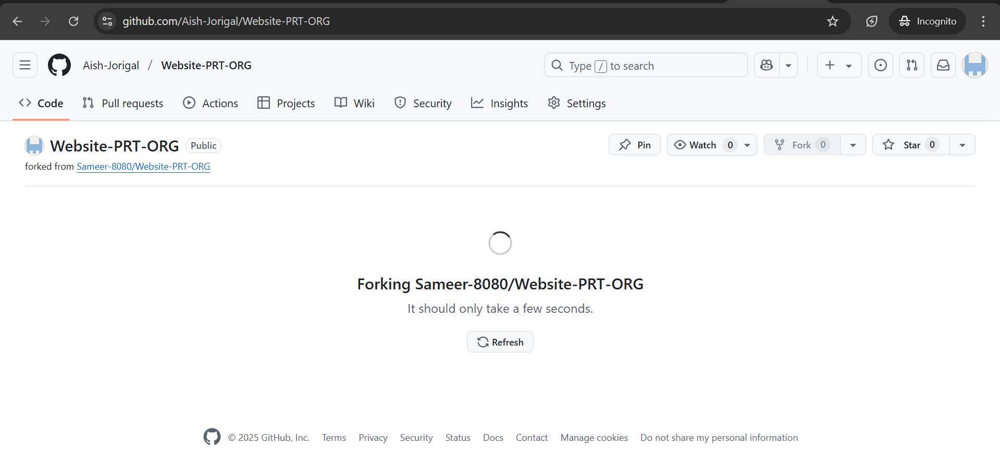 github.com/Aish-Jorigal/Website-PRT-ORG
Incognito
Aish-Jorigal / Website-PRT-ORG
Type / to search
Code
Pull requests
Actions
Projects
Wiki
Security
Insights
Settings
Website-PRT-ORG Public
Pin
Watch 0
Fork 0
Star 0
forked from Sameer-8080/Website-PRT-ORG
Forking Sameer-8080/Website-PRT-ORG
It should only take a few seconds.
Refresh
© 2025 GitHub, Inc. Terms Privacy Security Status Docs Contact Manage cookies Do not share my personal information